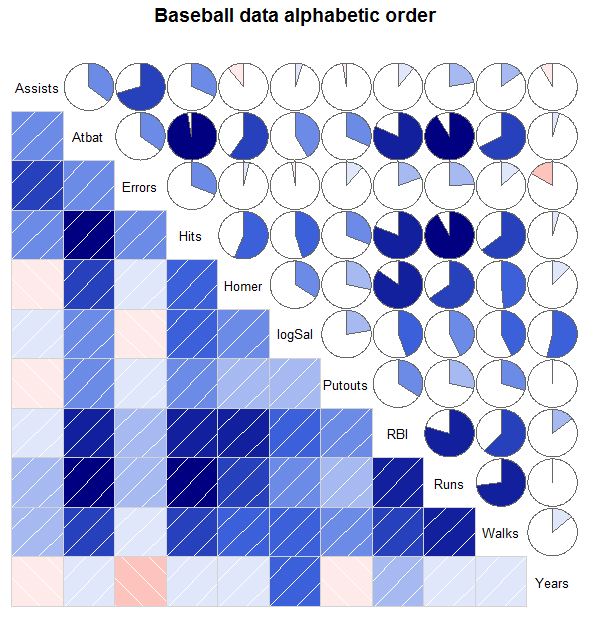 Baseball data alphabetic order
Assists
Atbat
Errors
Hits
Homer
logSal
Putouts
RBI
Runs
Walks
Years